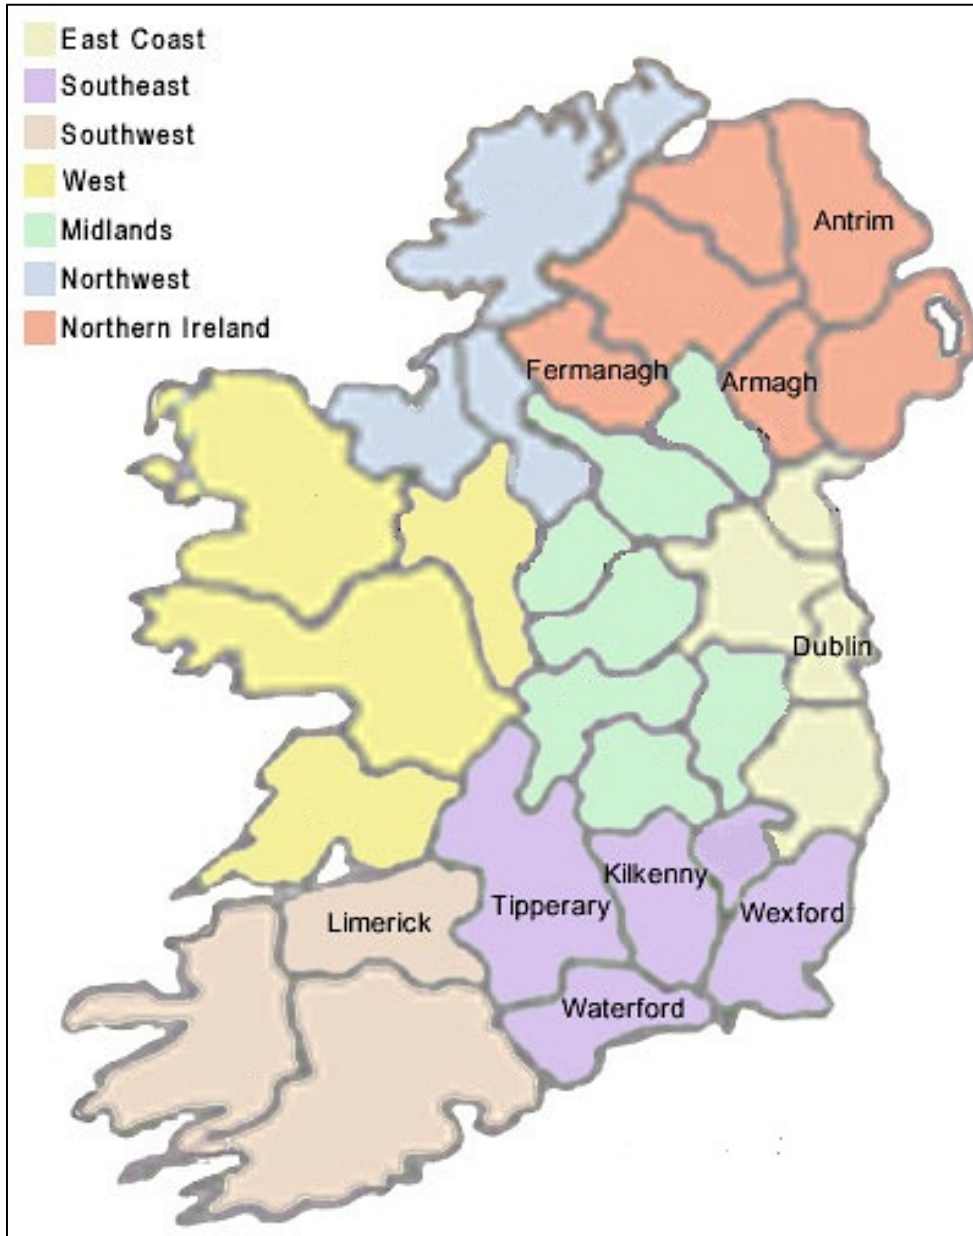 East Coast
Southeast
Southwest
West
Midlands
Northwest
Northern Ireland
Antrim
Fermanagh
Armagh
Dublin
Kilkenny
Tipperary
Wexford
Limerick
Waterford